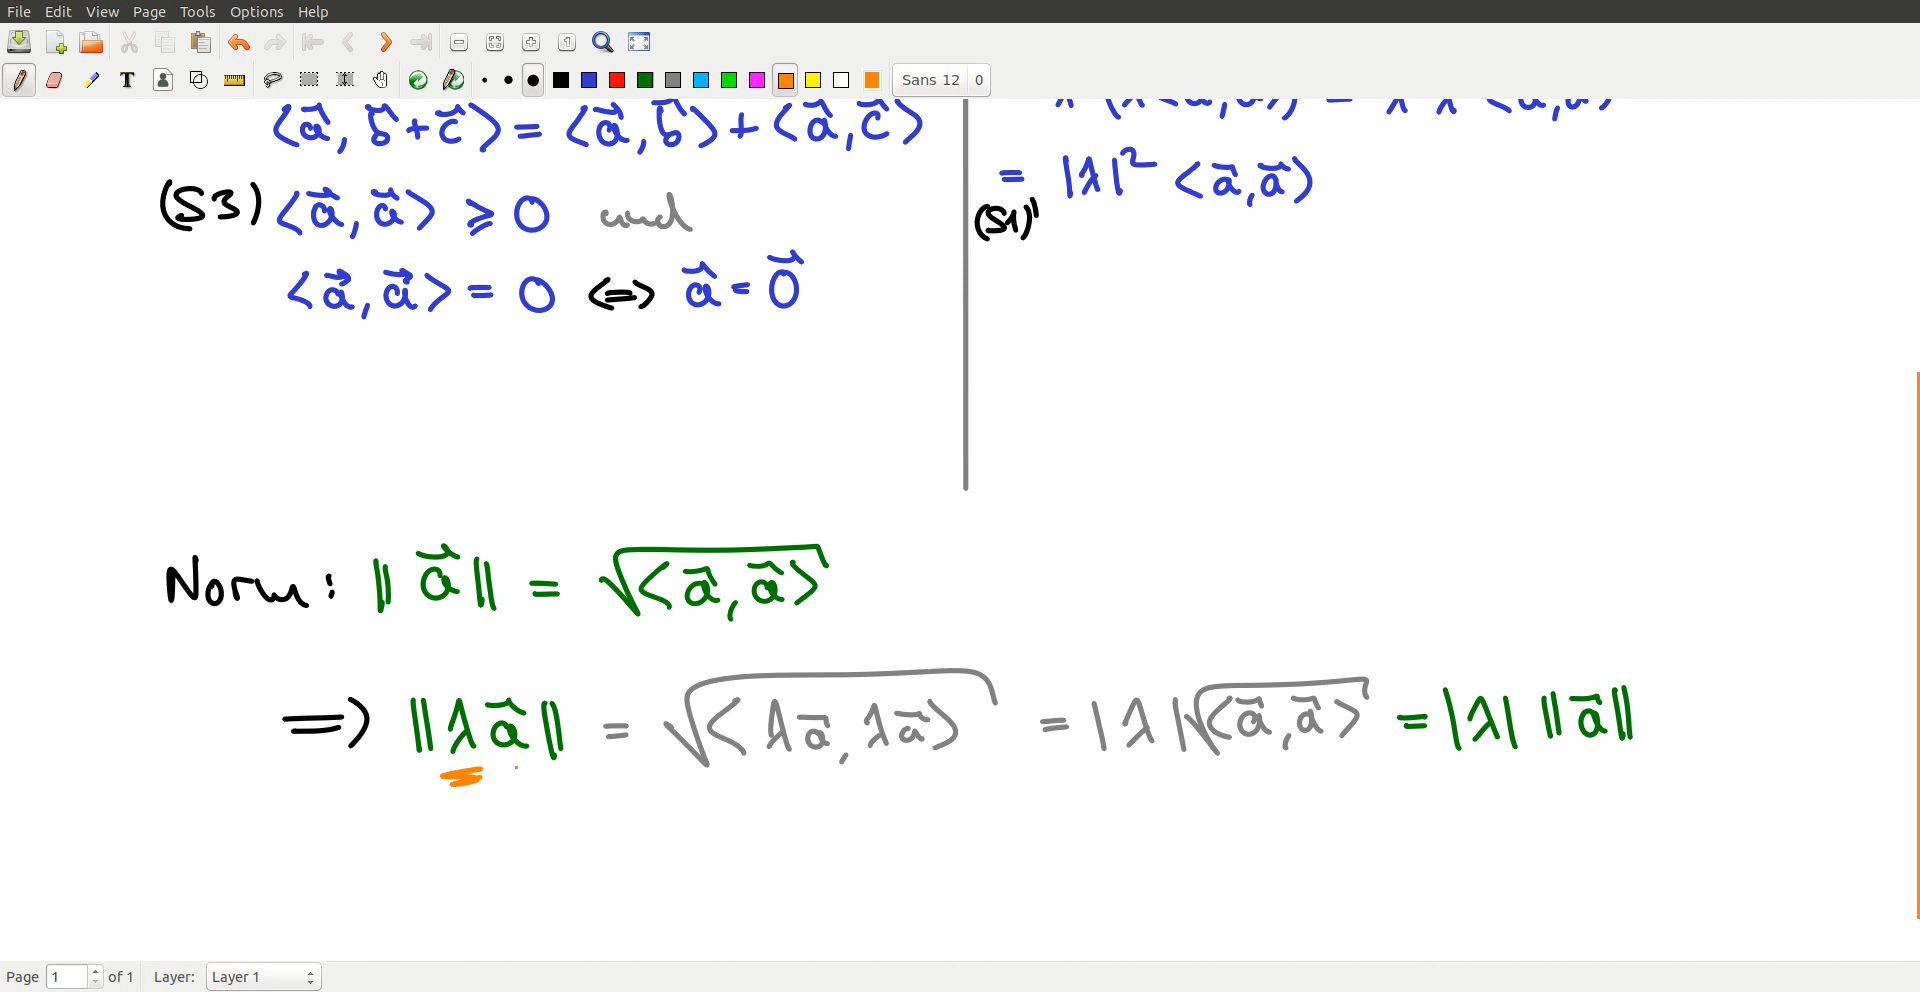 File Edit View Page Tools Options Help
Sans 12 0
⟨a⃗, b⃗ + c⃗⟩ = ⟨a⃗, b⃗⟩ + ⟨a⃗, c⃗⟩
(S3) ⟨a⃗, a⃗⟩ ⩾ 0 and
⟨a⃗, a⃗⟩ = 0 ⟺ a⃗ = 0⃗
= |λ|² ⟨a⃗, a⃗⟩
(S1)'
Norm: ‖a⃗‖ = √⟨a⃗, a⃗⟩
⟹ ‖λa⃗‖ = √⟨λa⃗, λa⃗⟩ = |λ|√⟨a⃗, a⃗⟩ = |λ| ‖a⃗‖
Page 1 of 1 Layer: Layer 1